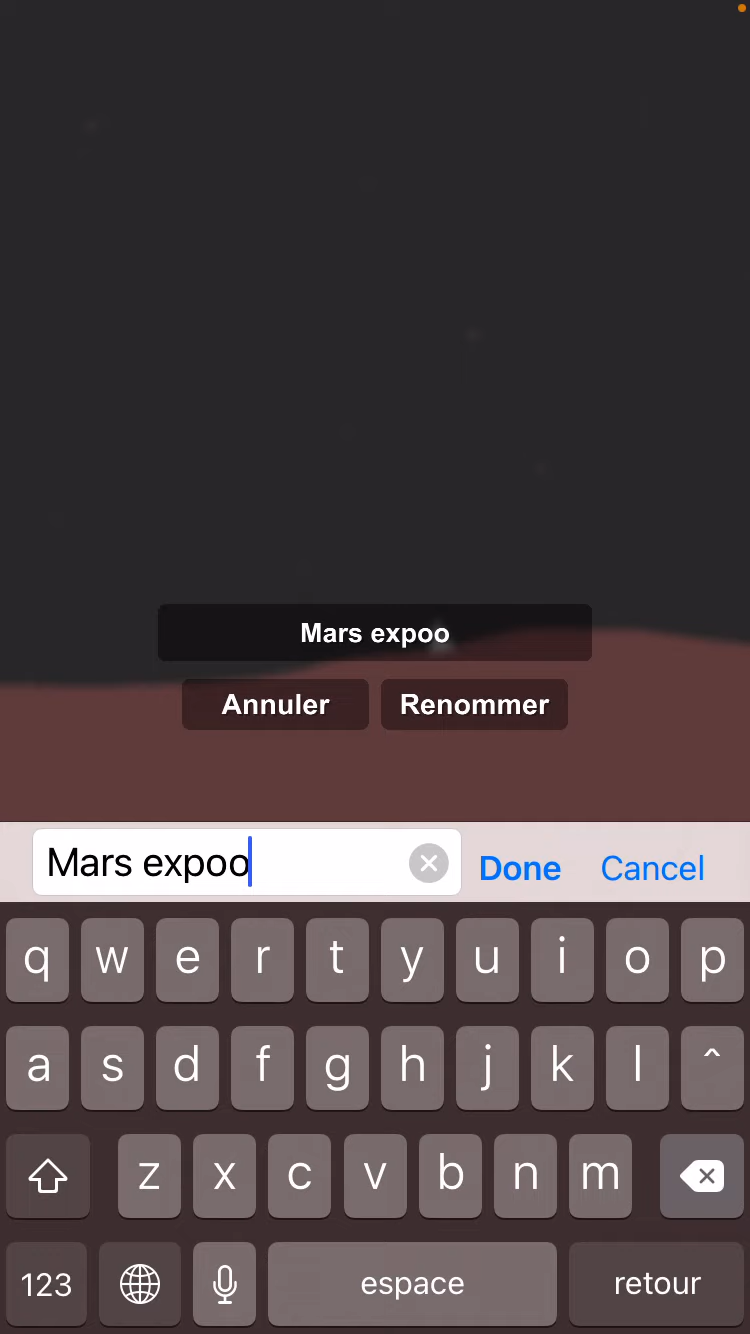 Mars expoo
Annuler Renommer
Mars expoo Done Cancel
q w e r t y u i o p
a s d f g h j k l ^
z x c v b n m
123 espace retour